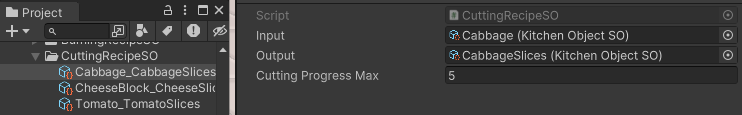 Project
BurningRecipeSO
CuttingRecipeSO
Cabbage_CabbageSlices
CheeseBlock_CheeseSlic
Tomato_TomatoSlices
Script CuttingRecipeSO
Input Cabbage (Kitchen Object SO)
Output CabbageSlices (Kitchen Object SO)
Cutting Progress Max 5